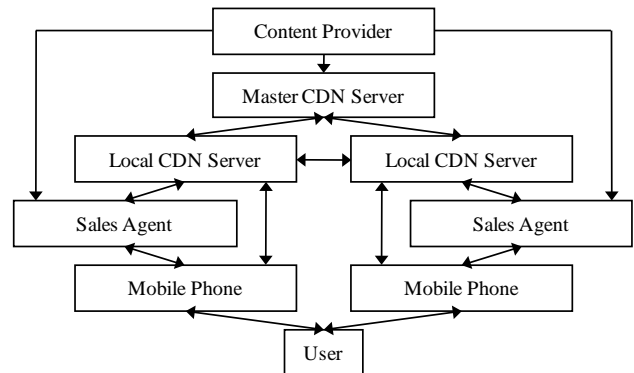 Content Provider
Master CDN Server
Local CDN Server
Local CDN Server
Sales Agent
Sales Agent
Mobile Phone
Mobile Phone
User